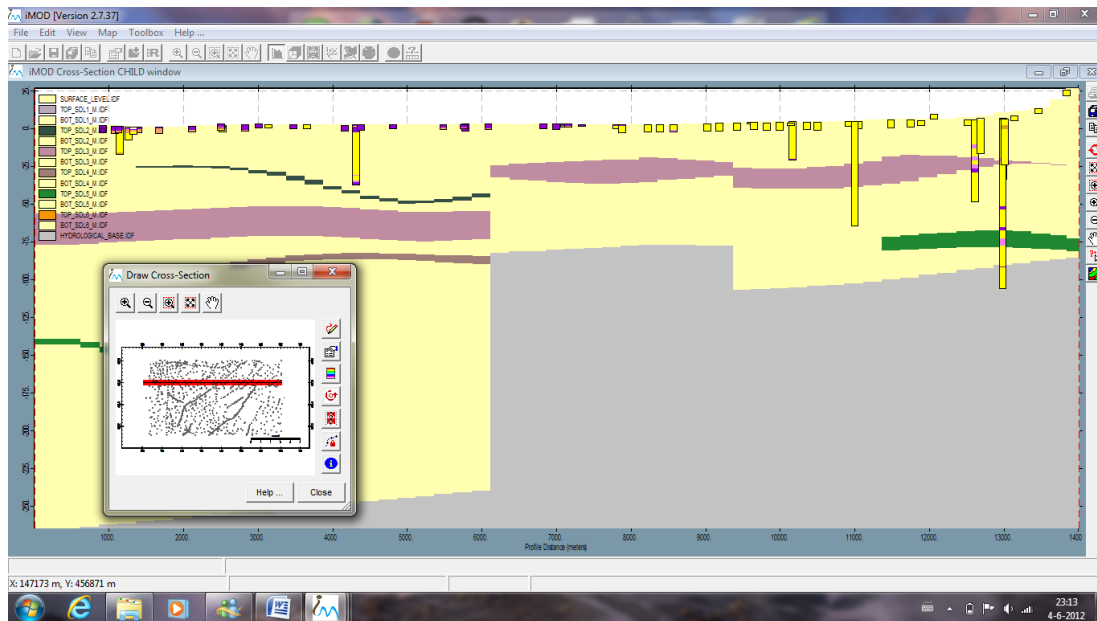 iMOD [Version 2.7.37]
File Edit View Map Toolbox Help ...
iMOD Cross-Section CHILD window
SURFACE_LEVEL.IDF
TOP_SDL1_M.IDF
BOT_SDL1_M.IDF
TOP_SDL2_M.IDF
BOT_SDL2_M.IDF
TOP_SDL3_M.IDF
BOT_SDL3_M.IDF
TOP_SDL4_M.IDF
BOT_SDL4_M.IDF
TOP_SDL5_M.IDF
BOT_SDL5_M.IDF
TOP_SDL6_M.IDF
BOT_SDL6_M.IDF
HYDROLOGICAL_BASE.IDF
Draw Cross-Section
Help ... Close
1000. 2000. 3000. 4000. 5000. 6000. 7000. 8000. 9000. 10000. 11000. 12000. 13000. 1400
Profile Distance (meters)
X: 147173 m, Y: 456871 m
23:13
4-6-2012